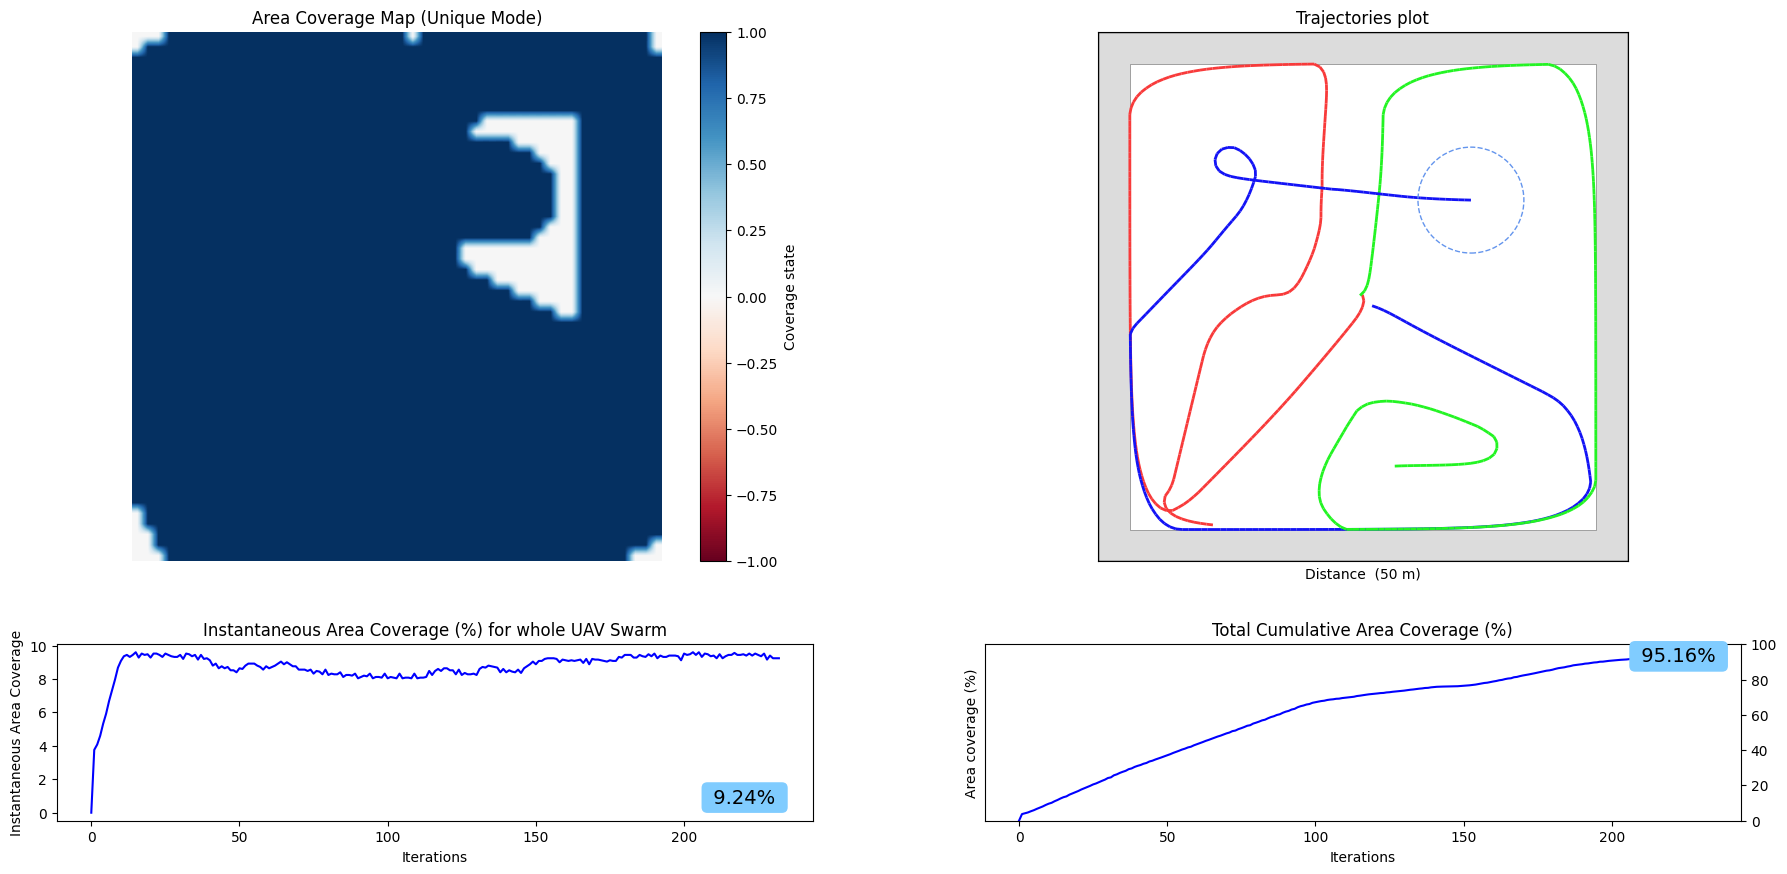 Area Coverage Map (Unique Mode)
1.00
0.75
0.50
0.25
0.00
−0.25
−0.50
−0.75
−1.00
Coverage state
Trajectories plot
Distance  (50 m)
Instantaneous Area Coverage (%) for whole UAV Swarm
Instantaneous Area Coverage
10
8
6
4
2
0
9.24%
0 50 100 150 200
Iterations
Total Cumulative Area Coverage (%)
Area coverage (%)
95.16%
100
80
60
40
20
0
0 50 100 150 200
Iterations